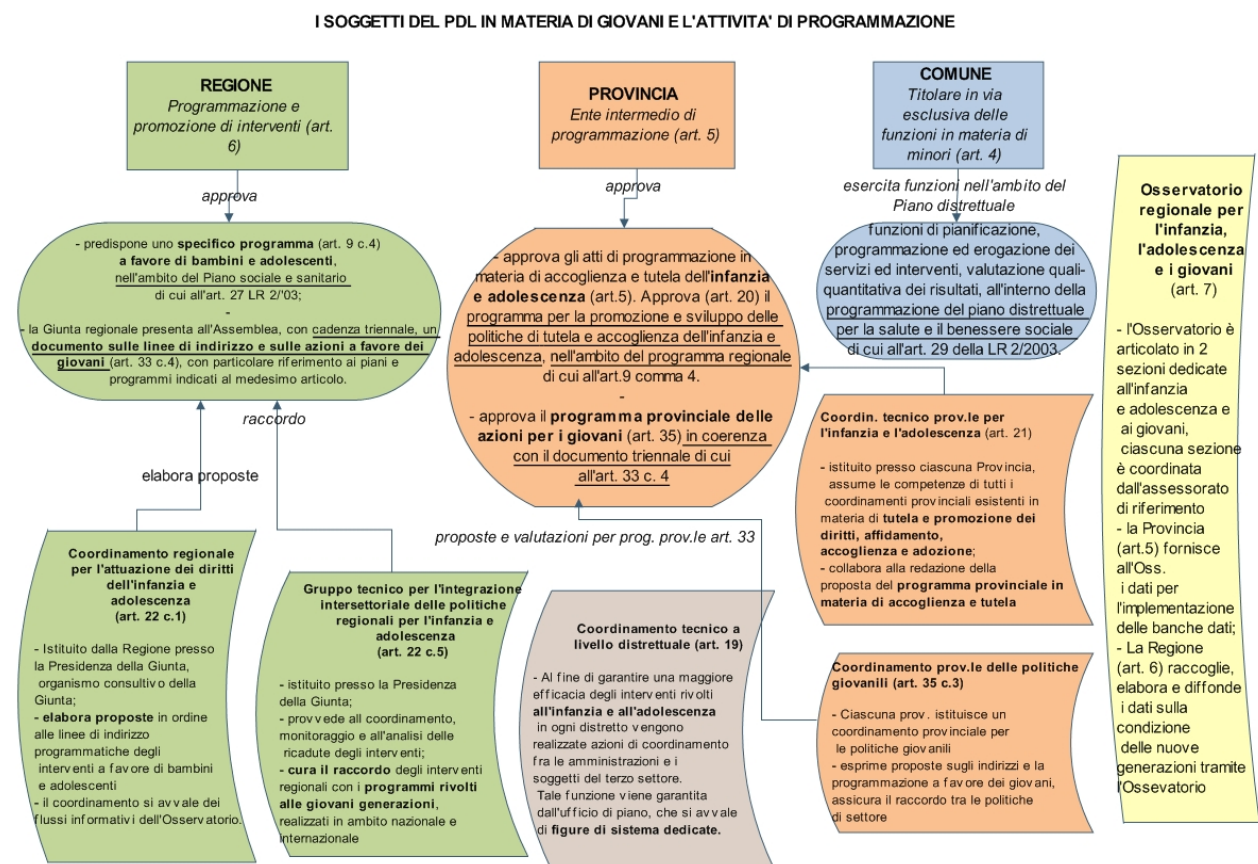 I SOGGETTI DEL PDL IN MATERIA DI GIOVANI E L'ATTIVITA' DI PROGRAMMAZIONE
REGIONE
Programmazione e
promozione di interventi (art.
6)
PROVINCIA
Ente intermedio di
programmazione (art. 5)
COMUNE
Titolare in via
esclusiva delle
funzioni in materia di
minori (art. 4)
approva
approva
esercita funzioni nell'ambito del
Piano distrettuale
- predispone uno specifico programma (art. 9 c.4)
a favore di bambini e adolescenti,
nell'ambito del Piano sociale e sanitario
di cui all'art. 27 LR 2/'03;
-
- la Giunta regionale presenta all'Assemblea, con cadenza triennale, un
documento sulle linee di indirizzo e sulle azioni a favore dei
giovani (art. 33 c.4), con particolare riferimento ai piani e
programmi indicati al medesimo articolo.
- approva gli atti di programmazione in
materia di accoglienza e tutela dell'infanzia
e adolescenza (art.5). Approva (art. 20) il
programma per la promozione e sviluppo delle
politiche di tutela e accoglienza dell'infanzia e
adolescenza, nell'ambito del programma regionale
di cui all'art.9 comma 4.
-
- approva il programma provinciale delle
azioni per i giovani (art. 35) in coerenza
con il documento triennale di cui
all'art. 33 c. 4
funzioni di pianificazione,
programmazione ed erogazione dei
servizi ed interventi, valutazione quali-
quantitativa dei risultati, all'interno della
programmazione del piano distrettuale
per la salute e il benessere sociale
di cui all'art. 29 della LR 2/2003.
Osservatorio
regionale per
l'infanzia,
l'adolescenza
e i giovani
(art. 7)
- l'Osservatorio è
articolato in 2
sezioni dedicate
all'infanzia
e adolescenza e
ai giovani,
ciascuna sezione
è coordinata
dall'assessorato
di riferimento
- la Provincia
(art.5) fornisce
all'Oss.
i dati per
l'implementazione
delle banche dati;
- La Regione
(art. 6) raccoglie,
elabora e diffonde
i dati sulla
condizione
delle nuove
generazioni tramite
l'Ossevatorio
raccordo
elabora proposte
proposte e valutazioni per prog. prov.le art. 33
Coordin. tecnico prov.le per
l'infanzia e l'adolescenza (art. 21)
- istituito presso ciascuna Provincia,
assume le competenze di tutti i
coordinamenti provinciali esistenti in
materia di tutela e promozione dei
diritti, affidamento,
accoglienza e adozione;
- collabora alla redazione della
proposta del programma provinciale in
materia di accoglienza e tutela
Coordinamento regionale
per l'attuazione dei diritti
dell'infanzia e
adolescenza
(art. 22 c.1)
- Istituito dalla Regione presso
la Presidenza della Giunta,
organismo consultivo della
Giunta;
- elabora proposte in ordine
alle linee di indirizzo
programmatiche degli
interventi a favore di bambini
e adolescenti
- il coordinamento si avvale dei
flussi informativi dell'Osservatorio.
Gruppo tecnico per l'integrazione
intersettoriale delle politiche
regionali per l'infanzia e
adolescenza
(art. 22 c.5)
- istituito presso la Presidenza
della Giunta;
- provvede all coordinamento,
monitoraggio e all'analisi delle
ricadute degli interventi;
- cura il raccordo degli interventi
regionali con i programmi rivolti
alle giovani generazioni,
realizzati in ambito nazionale e
internazionale
Coordinamento tecnico a
livello distrettuale (art. 19)
- Al fine di garantire una maggiore
efficacia degli interventi rivolti
all'infanzia e all'adolescenza
in ogni distretto vengono
realizzate azioni di coordinamento
fra le amministrazioni e i
soggetti del terzo settore.
Tale funzione viene garantita
dall'ufficio di piano, che si avvale
di figure di sistema dedicate.
Coordinamento prov.le delle politiche
giovanili (art. 35 c.3)
- Ciascuna prov. istituisce un
coordinamento provinciale per
le politiche giovanili
- esprime proposte sugli indirizzi e la
programmazione a favore dei giovani,
assicura il raccordo tra le politiche
di settore